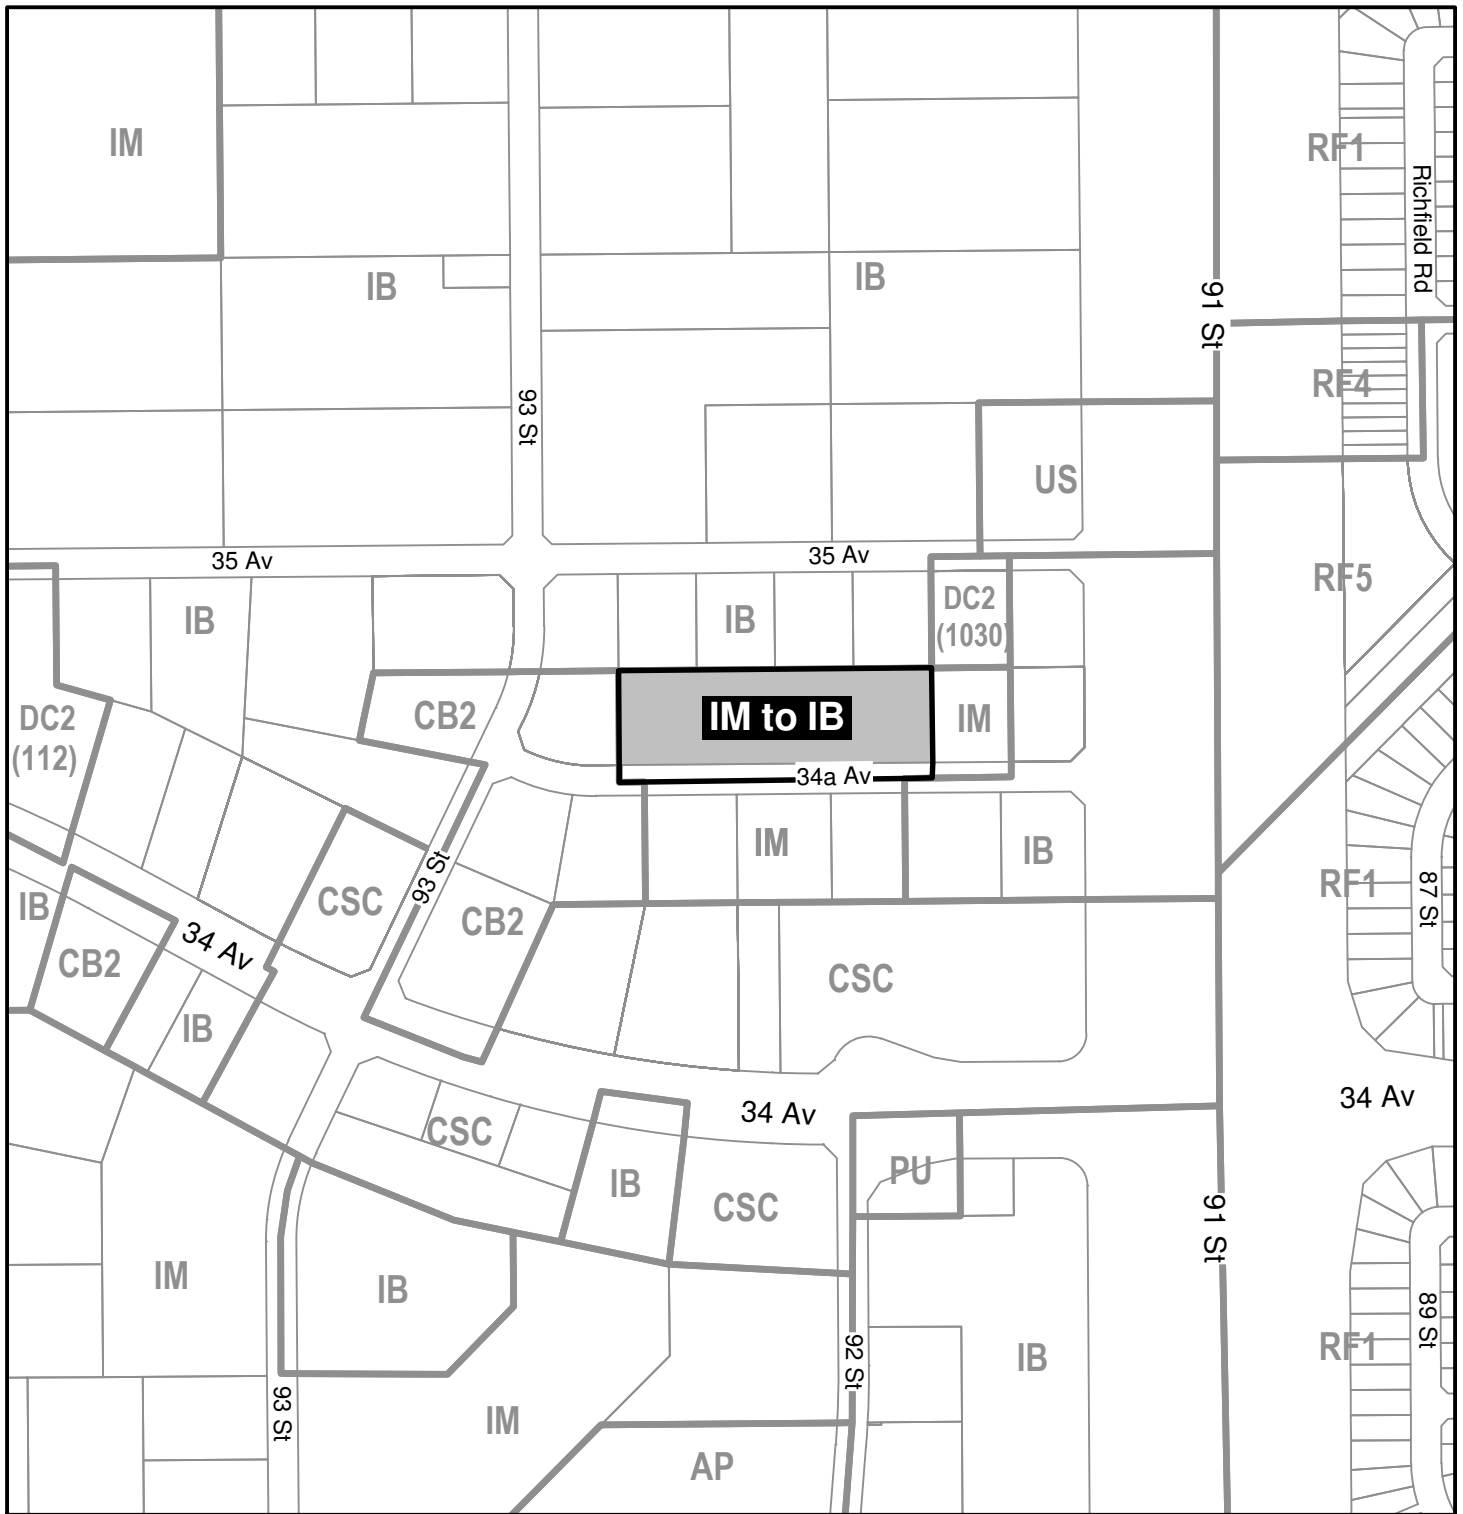 IM
RF1
Richfield Rd
IB
IB
91 St
RF4
93 St
US
35 Av
35 Av
RF5
IB
IB
DC2
(1030)
CB2
IM to IB
IM
DC2
(112)
34a Av
IM
IB
93 St
CSC
RF1
87 St
IB
CB2
34 Av
CB2
CSC
IB
34 Av
34 Av
CSC
PU
IB
CSC
91 St
IM
IB
89 St
RF1
92 St
IB
93 St
IM
AP